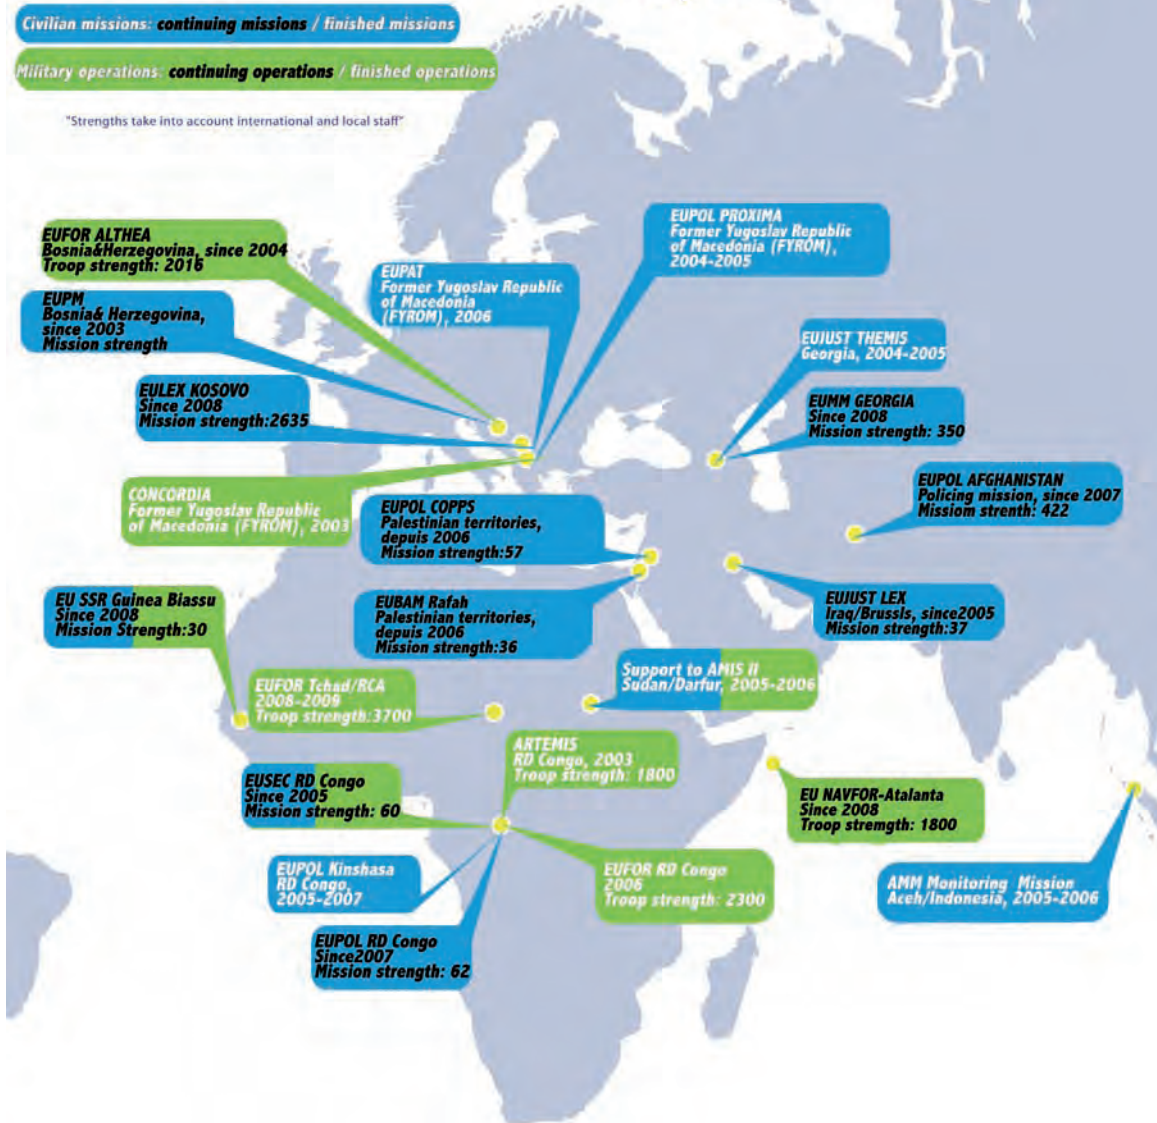 Civilian missions: continuing missions / finished missions
Military operations: continuing operations / finished operations
"Strengths take into account international and local staff"
EUPOL PROXIMA
Former Yugoslav Republic
of Macedonia (FYROM),
2004-2005
EUFOR ALTHEA
Bosnia&Herzegovina, since 2004
Troop strength: 2016
EUPAT
Former Yugoslav Republic
of Macedonia
(FYROM), 2006
EUPM
Bosnia& Herzegovina,
since 2003
Mission strength
EUJUST THEMIS
Georgia, 2004-2005
EULEX KOSOVO
Since 2008
Mission strength:2635
EUMM GEORGIA
Since 2008
Mission strength: 350
CONCORDIA
Former Yugoslav Republic
of Macedonia (FYROM), 2003
EUPOL COPPS
Palestinian territories,
depuis 2006
Mission strength:57
EUPOL AFGHANISTAN
Policing mission, since 2007
Missiom strenth: 422
EU SSR Guinea Biassu
Since 2008
Mission Strength:30
EUBAM Rafah
Palestinian territories,
depuis 2006
Mission strength:36
EUJUST LEX
Iraq/Brussls, since2005
Mission strength:37
EUFOR Tchad/RCA
2008-2009
Troop strength:3700
Support to AMIS II
Sudan/Darfur, 2005-2006
ARTEMIS
RD Congo, 2003
Troop strength: 1800
EUSEC RD Congo
Since 2005
Mission strength: 60
EU NAVFOR-Atalanta
Since 2008
Troop stremgth: 1800
EUPOL Kinshasa
RD Congo,
2005-2007
EUFOR RD Congo
2006
Troop strength: 2300
AMM Monitoring Mission
Aceh/Indonesia, 2005-2006
EUPOL RD Congo
Since2007
Mission strength: 62